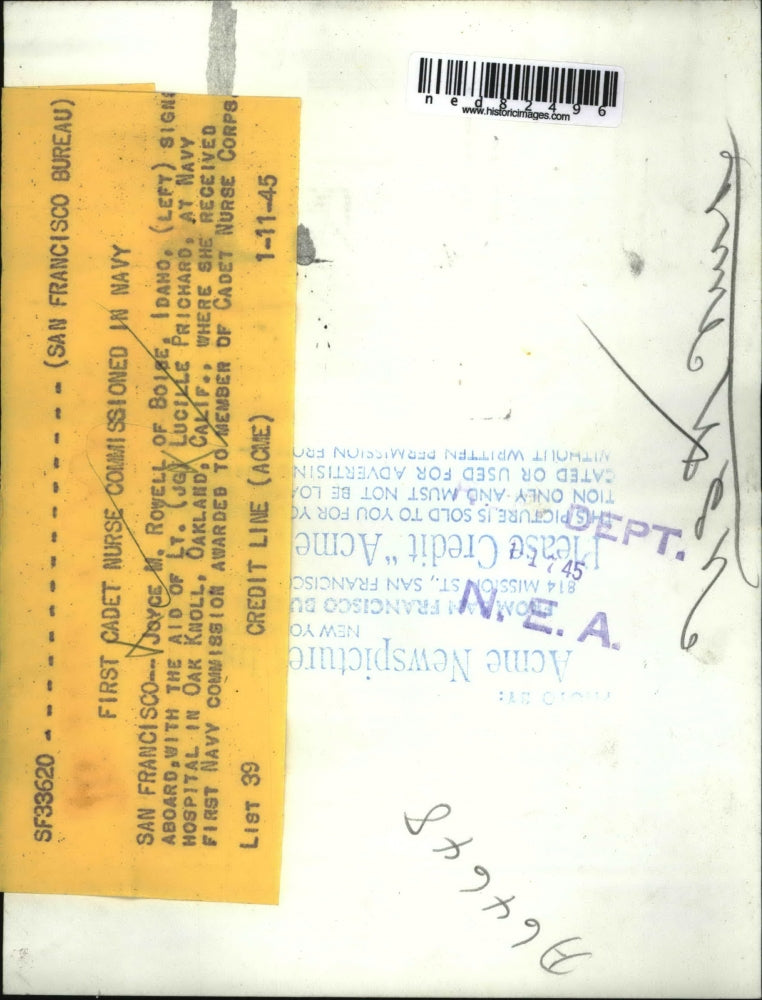 SF33620 - - - - - - - - - - - - - - - - (SAN FRANCISCO BUREAU)
FIRST CADET NURSE COMMISSIONED IN NAVY
SAN FRANCISCO---JOYCE M. ROWELL OF BOISE, IDAHO, (LEFT) SIGNS
ABOARD, WITH THE AID OF LT. (JG) LUCILLE PRICHARD, AT NAVY
HOSPITAL IN OAK KNOLL, OAKLAND, CALIF., WHERE SHE RECEIVED
FIRST NAVY COMMISSION AWARDED TO MEMBER OF CADET NURSE CORPS
LIST 39 CREDIT LINE (ACME) 1-11-45
ned82496
www.historicimages.com
PHOTO BY:
Acme Newspicture
NEW YO
FROM SAN FRANCISCO BU
814 MISSION ST., SAN FRANCISC
Please Credit "Acme
THIS PICTURE IS SOLD TO YOU FOR Y
TION ONLY AND MUST NOT BE LOA
CATED OR USED FOR ADVERTISIN
WITHOUT WRITTEN PERMISSION FRO
DEPT.
17 45
N. E. A.